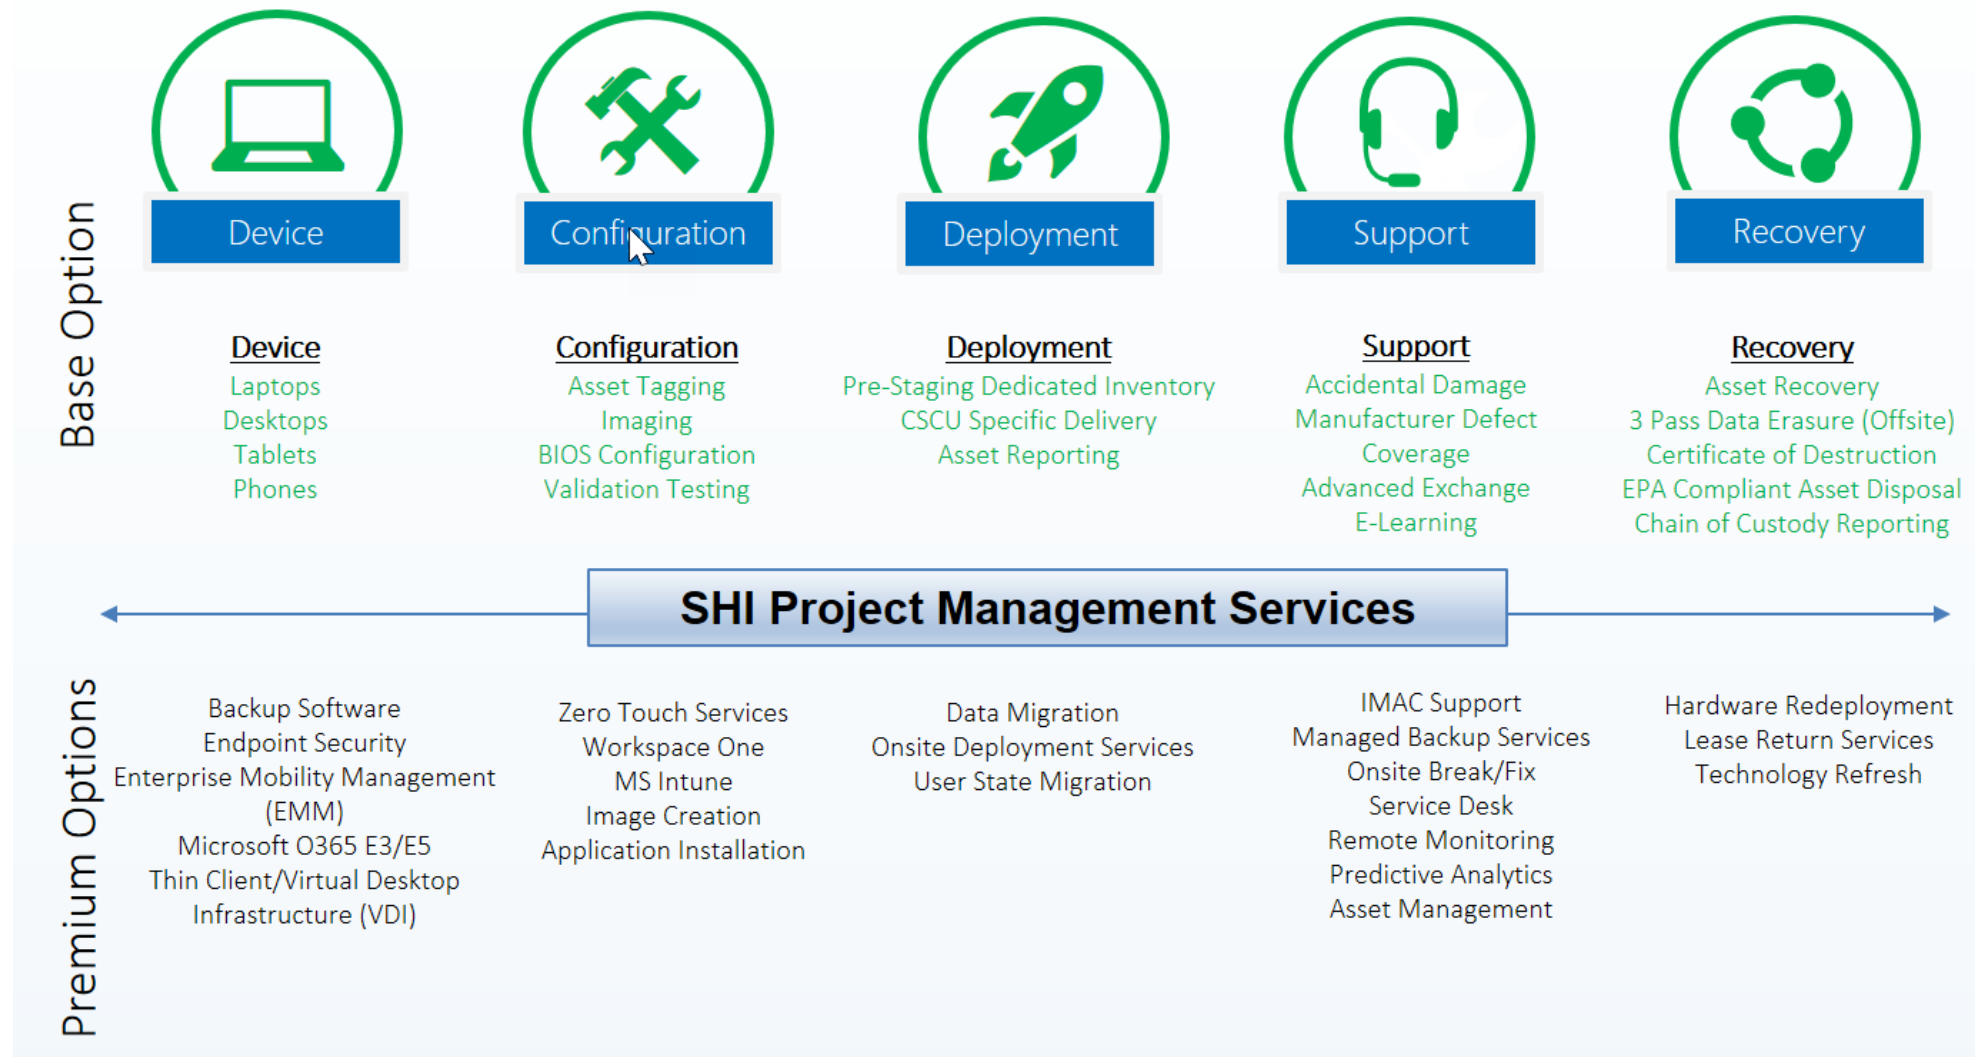 Device
Configuration
Deployment
Support
Recovery
Base Option
Device
Laptops
Desktops
Tablets
Phones
Configuration
Asset Tagging
Imaging
BIOS Configuration
Validation Testing
Deployment
Pre-Staging Dedicated Inventory
CSCU Specific Delivery
Asset Reporting
Support
Accidental Damage
Manufacturer Defect
Coverage
Advanced Exchange
E-Learning
Recovery
Asset Recovery
3 Pass Data Erasure (Offsite)
Certificate of Destruction
EPA Compliant Asset Disposal
Chain of Custody Reporting
SHI Project Management Services
Premium Options
Backup Software
Endpoint Security
Enterprise Mobility Management
(EMM)
Microsoft O365 E3/E5
Thin Client/Virtual Desktop
Infrastructure (VDI)
Zero Touch Services
Workspace One
MS Intune
Image Creation
Application Installation
Data Migration
Onsite Deployment Services
User State Migration
IMAC Support
Managed Backup Services
Onsite Break/Fix
Service Desk
Remote Monitoring
Predictive Analytics
Asset Management
Hardware Redeployment
Lease Return Services
Technology Refresh